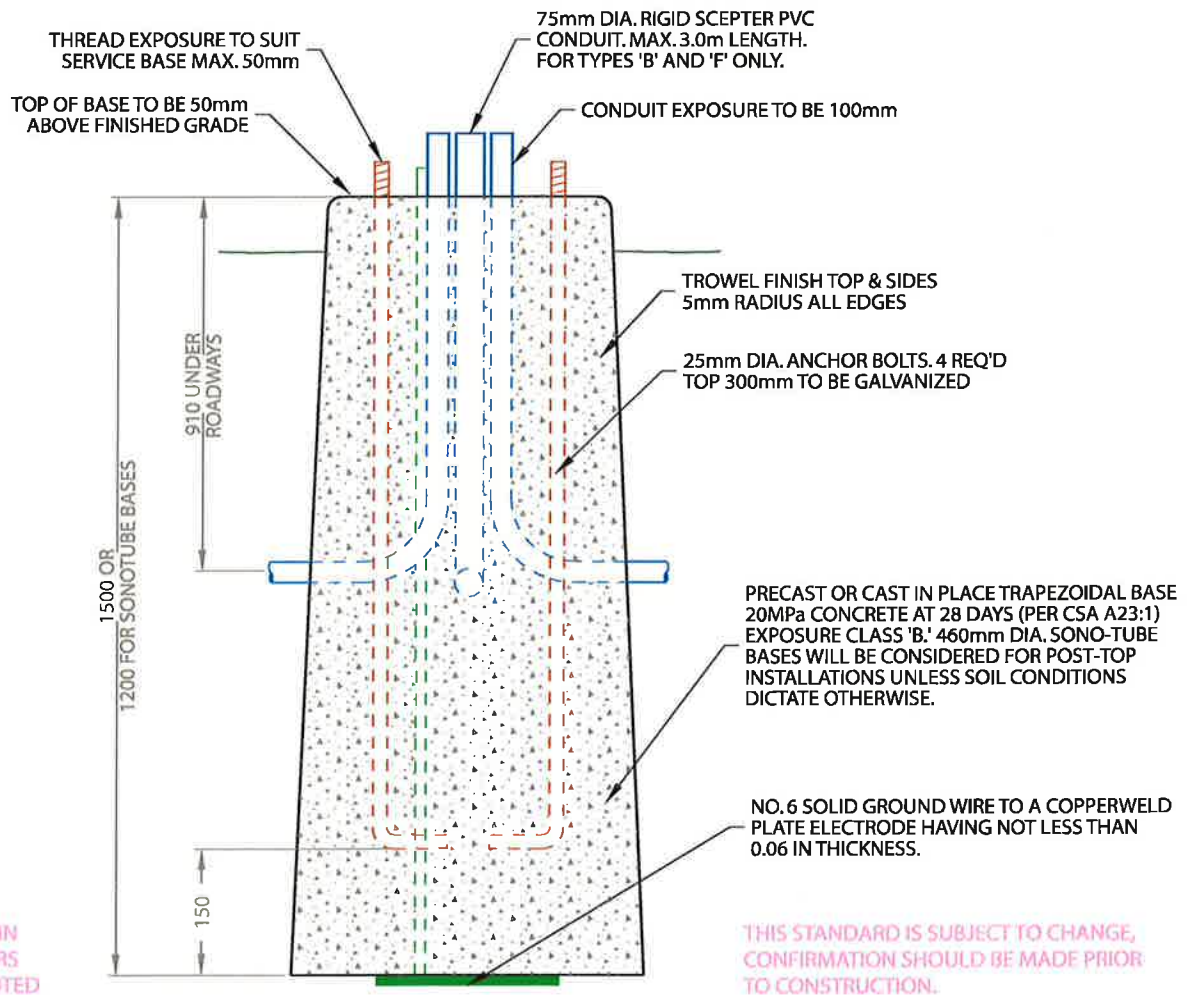 THREAD EXPOSURE TO SUIT
SERVICE BASE MAX. 50mm
75mm DIA. RIGID SCEPTER PVC
CONDUIT. MAX. 3.0m LENGTH.
FOR TYPES 'B' AND 'F' ONLY.
TOP OF BASE TO BE 50mm
ABOVE FINISHED GRADE
CONDUIT EXPOSURE TO BE 100mm
TROWEL FINISH TOP & SIDES
5mm RADIUS ALL EDGES
25mm DIA. ANCHOR BOLTS. 4 REQ'D
TOP 300mm TO BE GALVANIZED
910 UNDER
ROADWAYS
1500 OR
1200 FOR SONOTUBE BASES
PRECAST OR CAST IN PLACE TRAPEZOIDAL BASE
20MPa CONCRETE AT 28 DAYS (PER CSA A23:1)
EXPOSURE CLASS 'B.' 460mm DIA. SONO-TUBE
BASES WILL BE CONSIDERED FOR POST-TOP
INSTALLATIONS UNLESS SOIL CONDITIONS
DICTATE OTHERWISE.
NO. 6 SOLID GROUND WIRE TO A COPPERWELD
PLATE ELECTRODE HAVING NOT LESS THAN
0.06 IN THICKNESS.
150
IN
RS
OTED
THIS STANDARD IS SUBJECT TO CHANGE,
CONFIRMATION SHOULD BE MADE PRIOR
TO CONSTRUCTION.